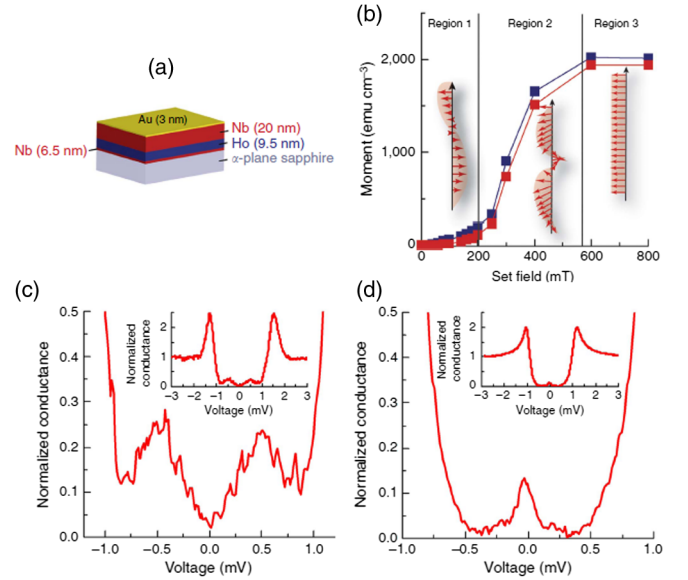 (a)
Au (3 nm)
Nb (20 nm)
Nb (6.5 nm)
Ho (9.5 nm)
α-plane sapphire
(b)
Region 1
Region 2
Region 3
Moment (emu cm⁻³)
2,000
1,000
0
0
200
400
600
800
Set field (mT)
(c)
Normalized conductance
0.5
0.4
0.3
0.2
0.1
0.0
−1.0
−0.5
0.0
0.5
1.0
Voltage (mV)
Normalized
conductance
2
1
0
−3
−2
−1
0
1
2
3
Voltage (mV)
(d)
Normalized conductance
0.5
0.4
0.3
0.2
0.1
0.0
−1.0
−0.5
0.0
0.5
1.0
Voltage (mV)
Normalized
conductance
2
1
0
−3
−2
−1
0
1
2
3
Voltage (mV)